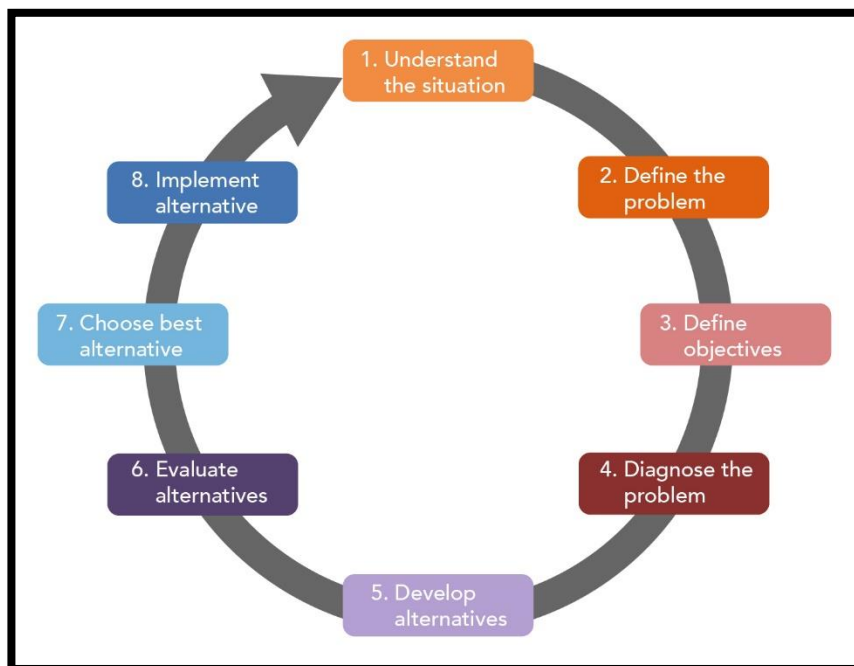 1. Understand
the situation
2. Define the
problem
3. Define
objectives
4. Diagnose the
problem
5. Develop
alternatives
6. Evaluate
alternatives
7. Choose best
alternative
8. Implement
alternative